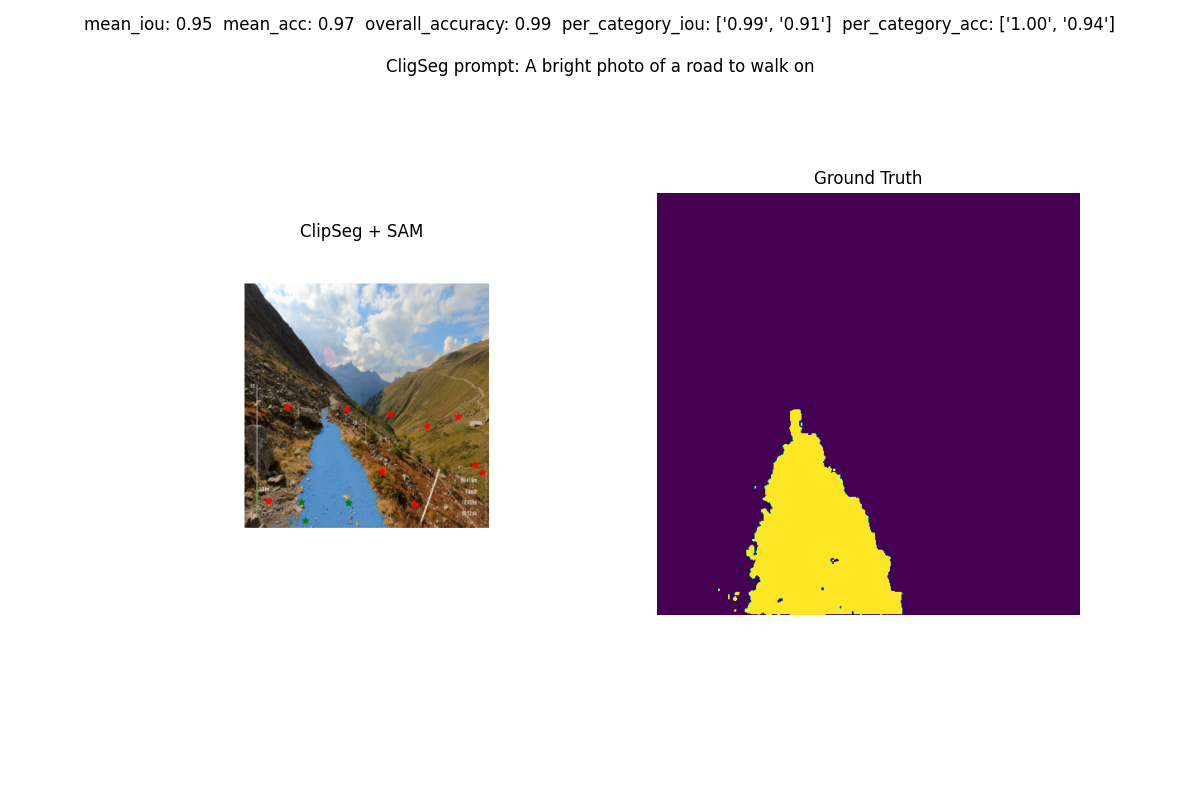 mean_iou: 0.95  mean_acc: 0.97  overall_accuracy: 0.99  per_category_iou: ['0.99', '0.91']  per_category_acc: ['1.00', '0.94']
CligSeg prompt: A bright photo of a road to walk on
Ground Truth
ClipSeg + SAM